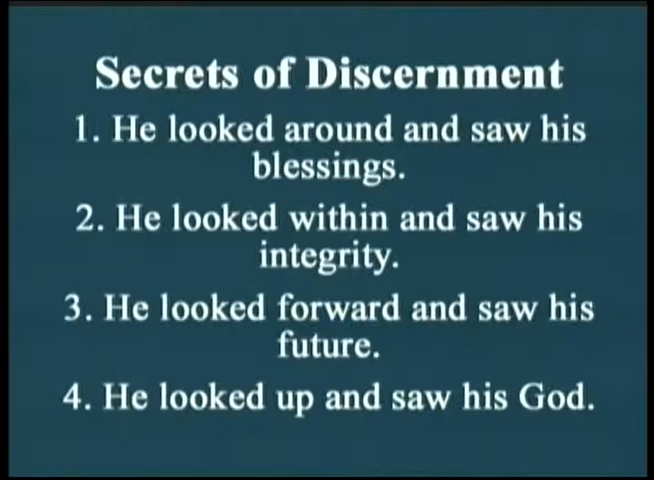 Secrets of Discernment
1. He looked around and saw his
blessings.
2. He looked within and saw his
integrity.
3. He looked forward and saw his
future.
4. He looked up and saw his God.